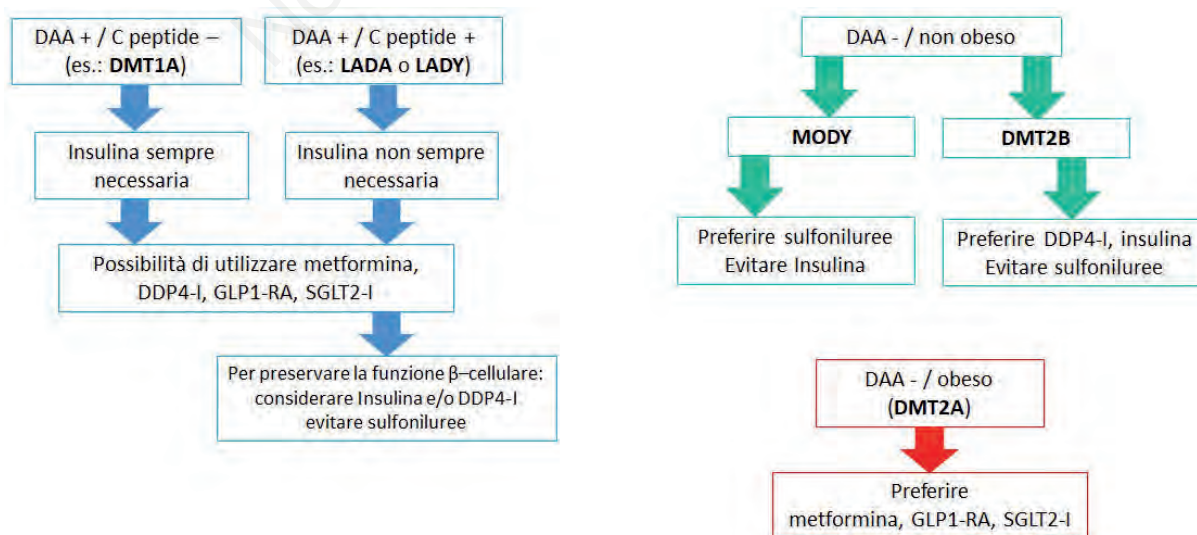 DAA + / C peptide –
(es.: DMT1A)
DAA + / C peptide +
(es.: LADA o LADY)
Insulina sempre
necessaria
Insulina non sempre
necessaria
Possibilità di utilizzare metformina,
DDP4-I, GLP1-RA, SGLT2-I
Per preservare la funzione β–cellulare:
considerare Insulina e/o DDP4-I
evitare sulfoniluree
DAA - / non obeso
MODY
DMT2B
Preferire sulfoniluree
Evitare Insulina
Preferire DDP4-I, insulina
Evitare sulfoniluree
DAA - / obeso
(DMT2A)
Preferire
metformina, GLP1-RA, SGLT2-I